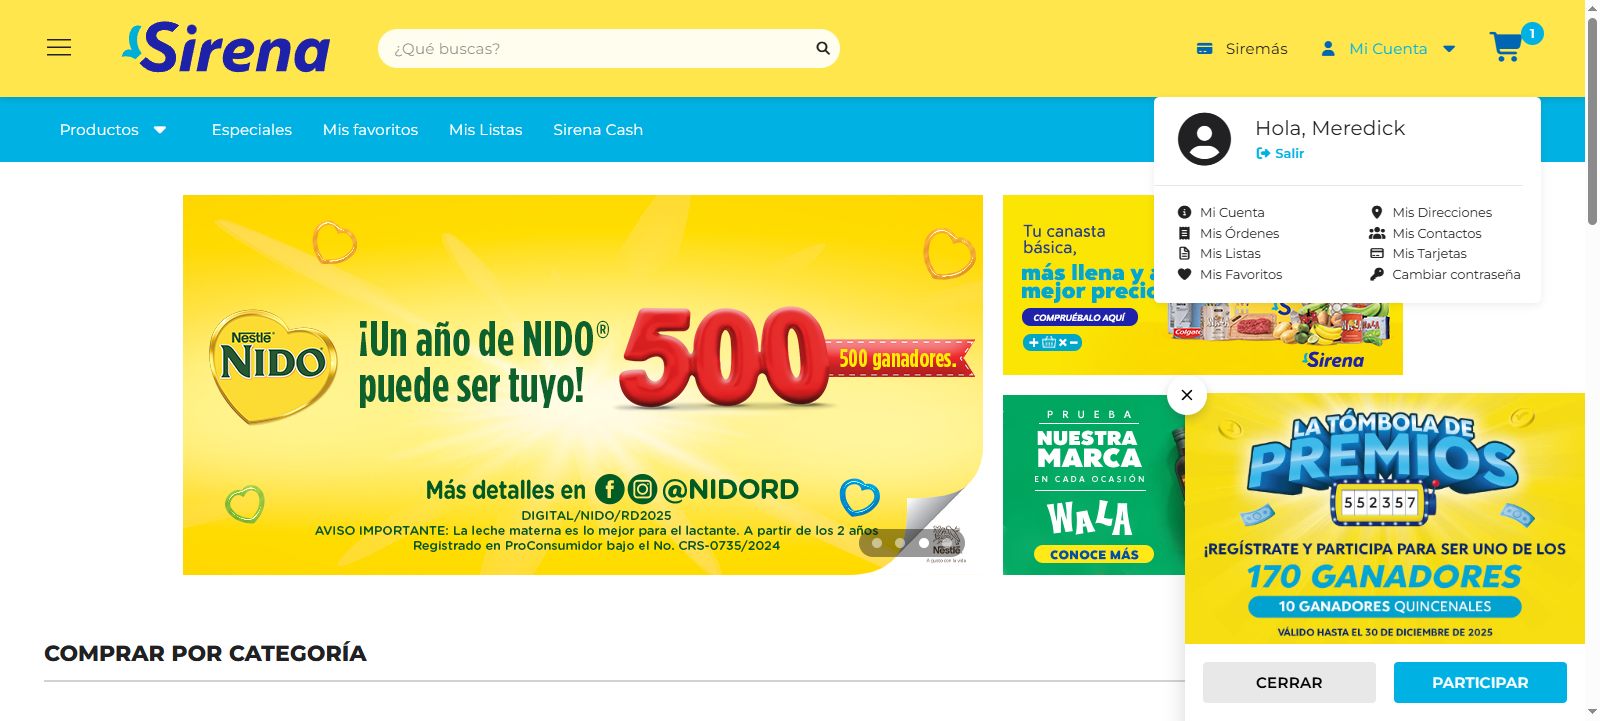 Sirena
¿Qué buscas?
Siremás
Mi Cuenta
1
Productos
Especiales
Mis favoritos
Mis Listas
Sirena Cash
Hola, Meredick
Salir
Mi Cuenta
Mis Órdenes
Mis Listas
Mis Favoritos
Mis Direcciones
Mis Contactos
Mis Tarjetas
Cambiar contraseña
Nestlé
NIDO
¡Un año de NIDO®
puede ser tuyo!
500
500 ganadores.
Más detalles en @NIDORD
DIGITAL/NIDO/RD2025
AVISO IMPORTANTE: La leche materna es lo mejor para el lactante. A partir de los 2 años
Registrado en ProConsumidor bajo el No. CRS-0735/2024
Nestlé
A gusto con la vida
Tu canasta
básica,
más llena y a
mejor precio
COMPRUÉBALO AQUÍ
Colgate
WALA
Sirena
PRUEBA
NUESTRA
MARCA
EN CADA OCASIÓN
WALA
CONOCE MÁS
LA TÓMBOLA DE
PREMIOS
552357
¡REGÍSTRATE Y PARTICIPA PARA SER UNO DE LOS
170 GANADORES
10 GANADORES QUINCENALES
VÁLIDO HASTA EL 30 DE DICIEMBRE DE 2025
CERRAR
PARTICIPAR
COMPRAR POR CATEGORÍA